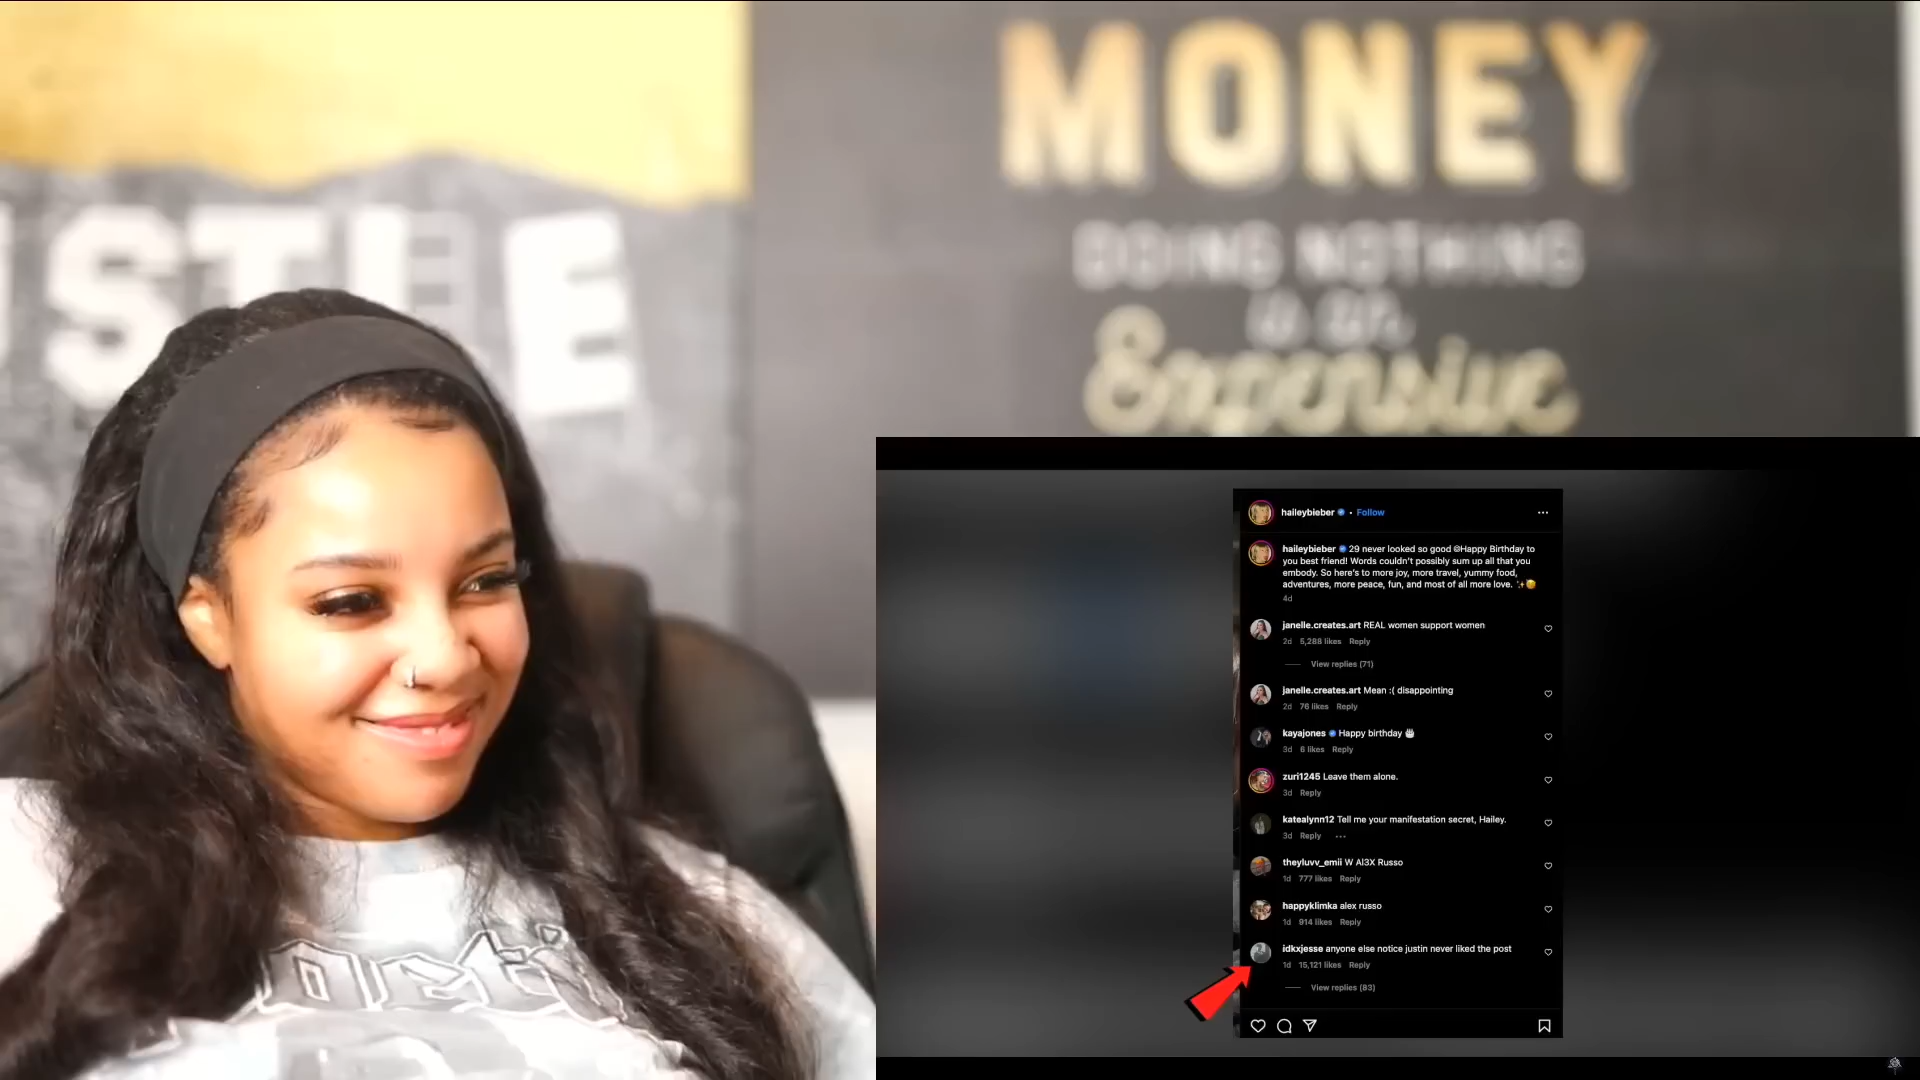 MONEY
DOING NOTHING
is an
Expensive
STLE
haileybieber · Follow
haileybieber 29 never looked so good Happy Birthday to
you best friend! Words couldn't possibly sum up all that you
embody. So here's to more joy, more travel, yummy food,
adventures, more peace, fun, and most of all more love.
4d
janelle.creates.art REAL women support women
2d 5,288 likes Reply
View replies (71)
janelle.creates.art Mean :( disappointing
2d 76 likes Reply
kayajones Happy birthday
3d 6 likes Reply
zuri1245 Leave them alone.
3d Reply
katealynn12 Tell me your manifestation secret, Hailey.
3d Reply
theyluvv_emii W Al3X Russo
1d 777 likes Reply
happyklimka alex russo
1d 914 likes Reply
idkxjesse anyone else notice justin never liked the post
1d 15,121 likes Reply
View replies (83)